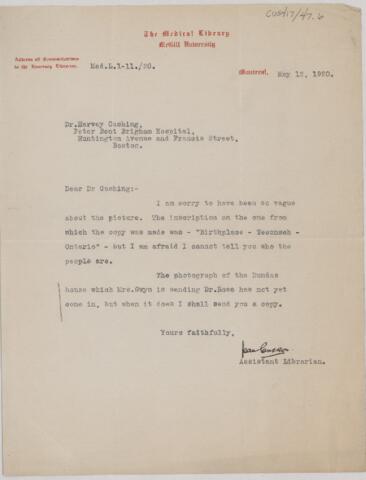 CUS417/47.6
The Medical Library
McGill University
Address all Communications
to the Honorary Librarian.
Med.L.1-11./20.
Montreal, May 12, 1920.
Dr.Harvey Cushing,
Peter Bent Brigham Hospital,
Huntington Avenue and Francis Street,
Boston.
Dear Dr Cushing:-
I am sorry to have been so vague
about the picture. The inscription on the one from
which the copy was made was - "Birthplace - Tecumseh -
Ontario" - but I am afraid I cannot tell you who the
people are.
The photograph of the Dundas
house which Mrs.Gwyn is sending Dr.Ross has not yet
come in, but when it does I shall send you a copy.
Yours faithfully,
Assistant Librarian.